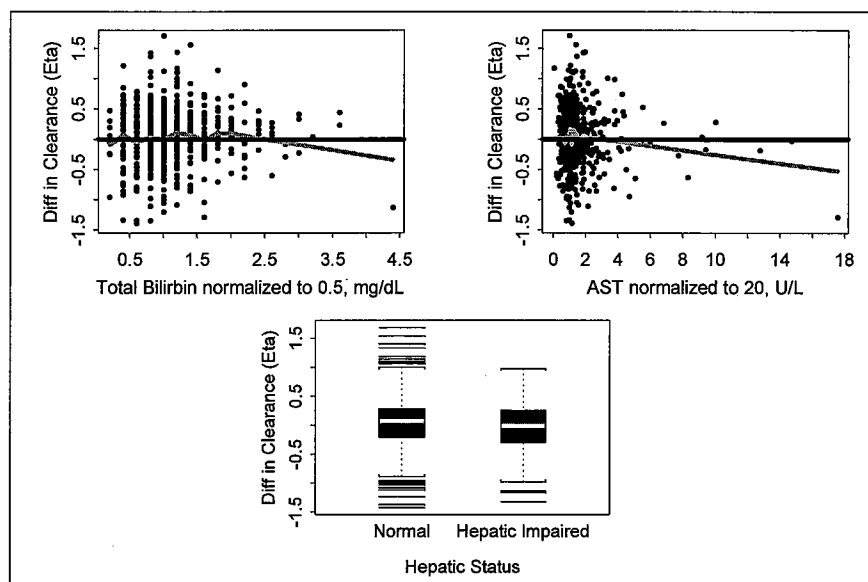 Diff in Clearance (Eta)
1.5
0.5
-0.5
-1.5
0.5 1.5 2.5 3.5 4.5
Total Bilirbin normalized to 0.5, mg/dL
Diff in Clearance (Eta)
1.5
0.5
-0.5
-1.5
0 2 4 6 8 10 14 18
AST normalized to 20, U/L
Diff in Clearance (Eta)
1.5
0.5
-0.5
-1.5
Normal Hepatic Impaired
Hepatic Status